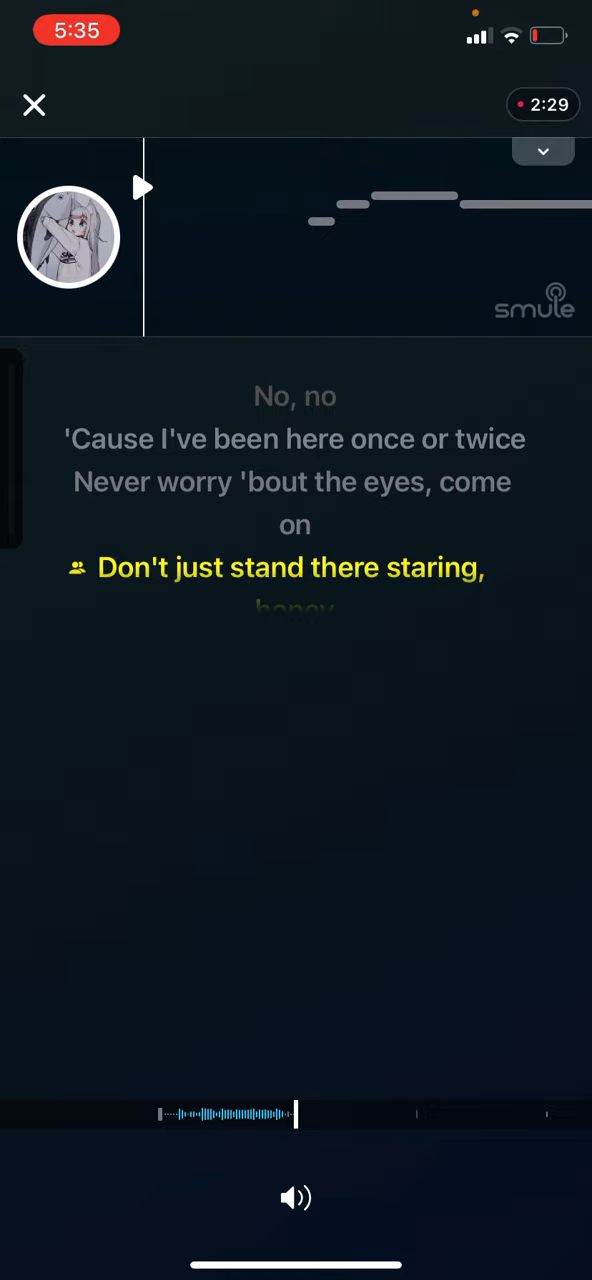 5:35
2:29
smule
No, no
'Cause I've been here once or twice
Never worry 'bout the eyes, come
on
Don't just stand there staring,
honey